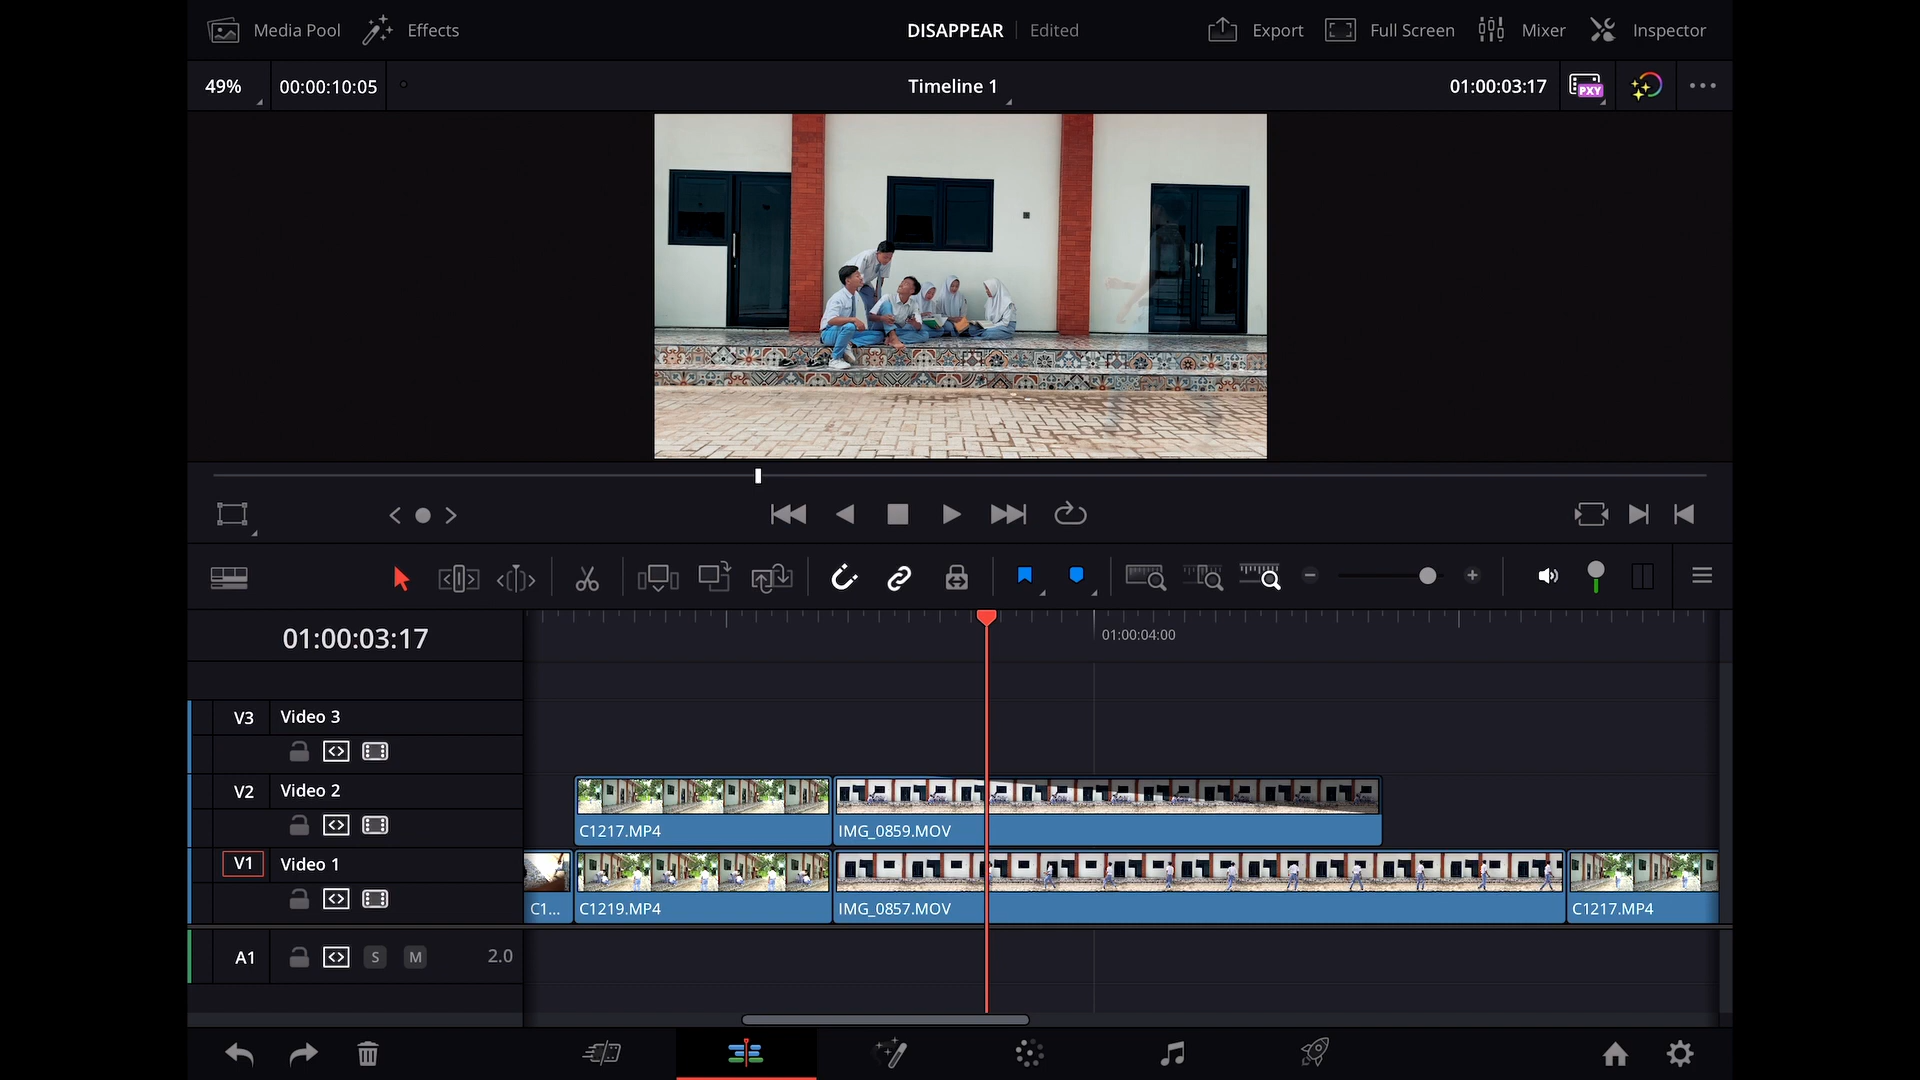 Media Pool Effects DISAPPEAR Edited Export Full Screen Mixer Inspector
49% 00:00:10:05 Timeline 1 01:00:03:17 PXY
01:00:03:17 01:00:04:00
V3 Video 3
V2 Video 2
C1217.MP4 IMG_0859.MOV
V1 Video 1
C1... C1219.MP4 IMG_0857.MOV C1217.MP4
A1 S M 2.0